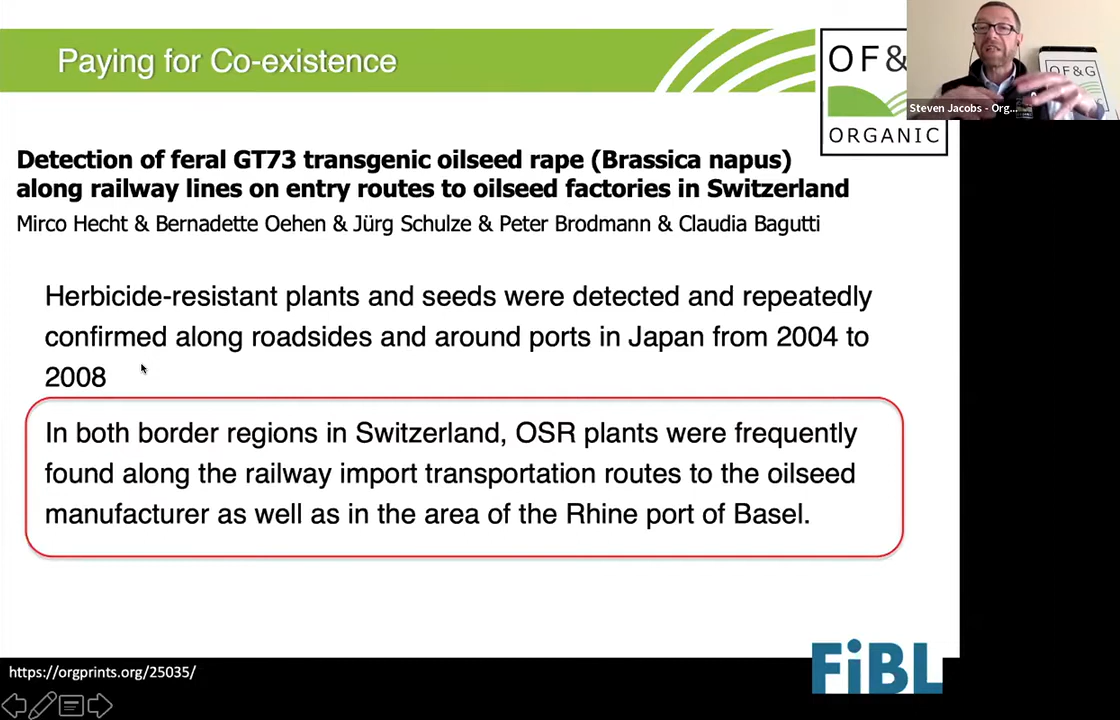 Paying for Co-existence
OF&
ORGANIC
OF&G
Steven Jacobs - Org...
Detection of feral GT73 transgenic oilseed rape (Brassica napus)
along railway lines on entry routes to oilseed factories in Switzerland
Mirco Hecht & Bernadette Oehen & Jürg Schulze & Peter Brodmann & Claudia Bagutti
Herbicide-resistant plants and seeds were detected and repeatedly
confirmed along roadsides and around ports in Japan from 2004 to
2008
In both border regions in Switzerland, OSR plants were frequently
found along the railway import transportation routes to the oilseed
manufacturer as well as in the area of the Rhine port of Basel.
https://orgprints.org/25035/
FiBL